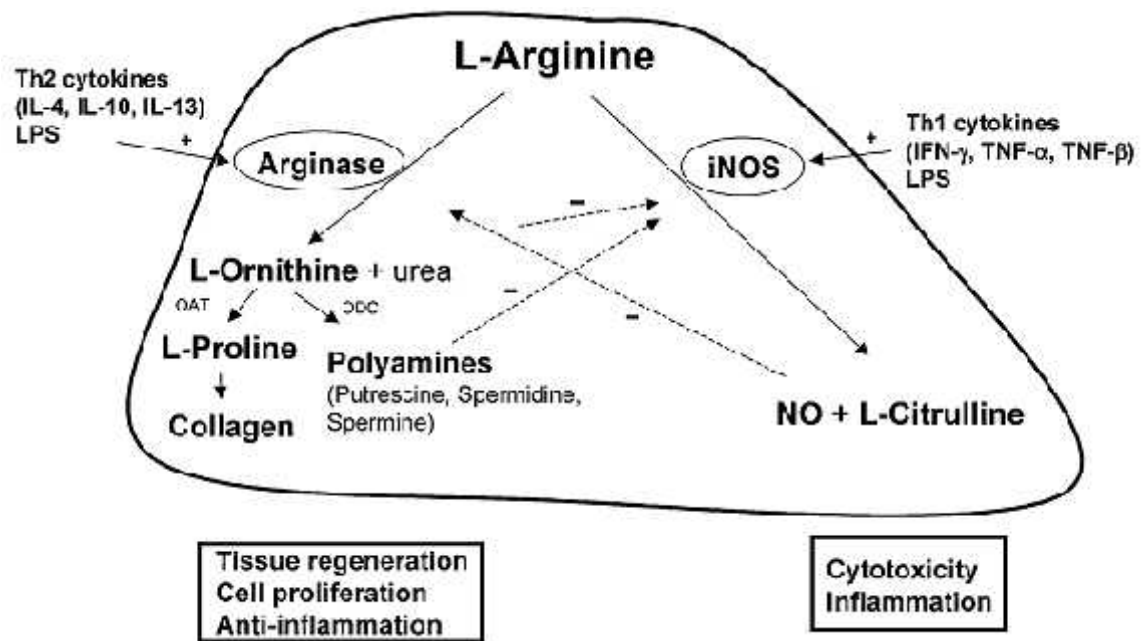 L-Arginine
Th2 cytokines
(IL-4, IL-10, IL-13)
LPS
+
Arginase
iNOS
+
Th1 cytokines
(IFN-γ, TNF-α, TNF-β)
LPS
–
–
–
L-Ornithine + urea
OAT
L-Proline
Polyamines
(Putrescine, Spermidine,
Spermine)
Collagen
NO + L-Citrulline
Tissue regeneration
Cell proliferation
Anti-inflammation
Cytotoxicity
Inflammation